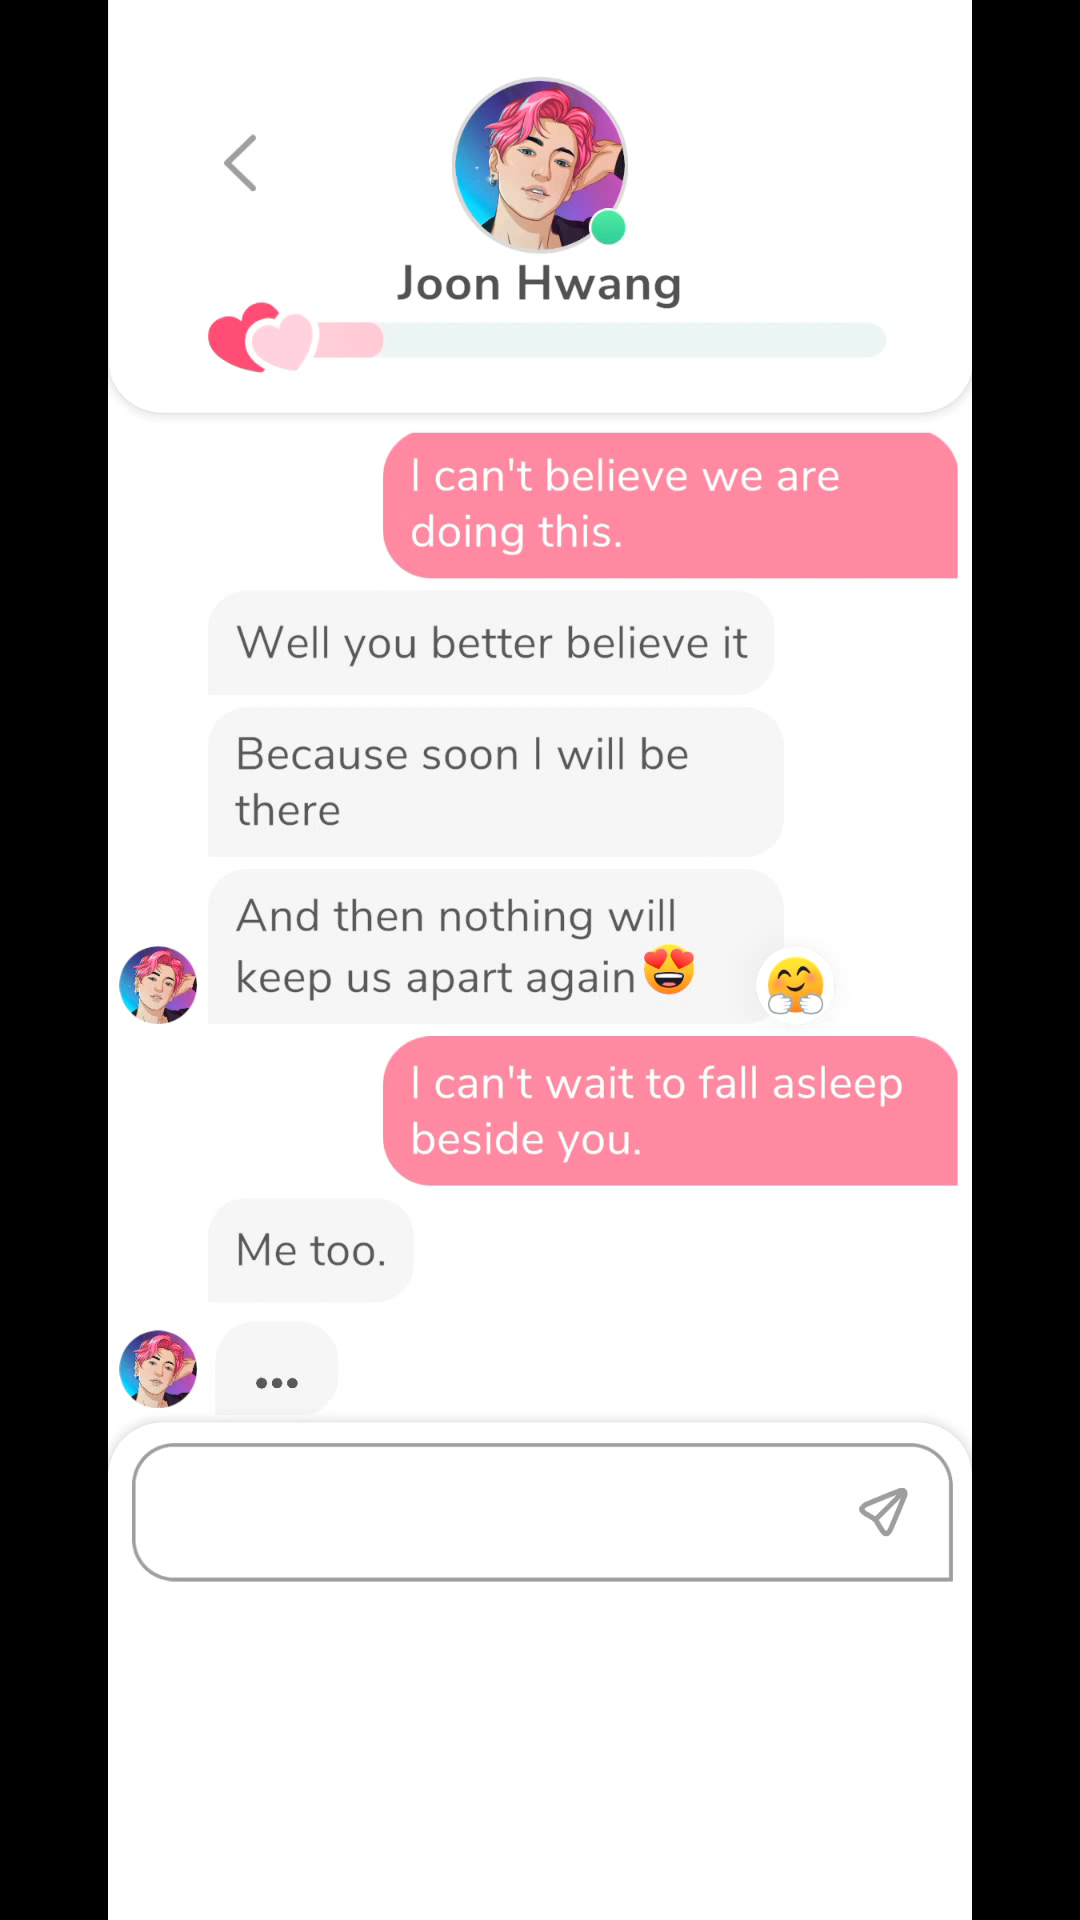 Joon Hwang
I can't believe we are
doing this.
Well you better believe it
Because soon I will be
there
And then nothing will
keep us apart again😍
🤗
I can't wait to fall asleep
beside you.
Me too.
...